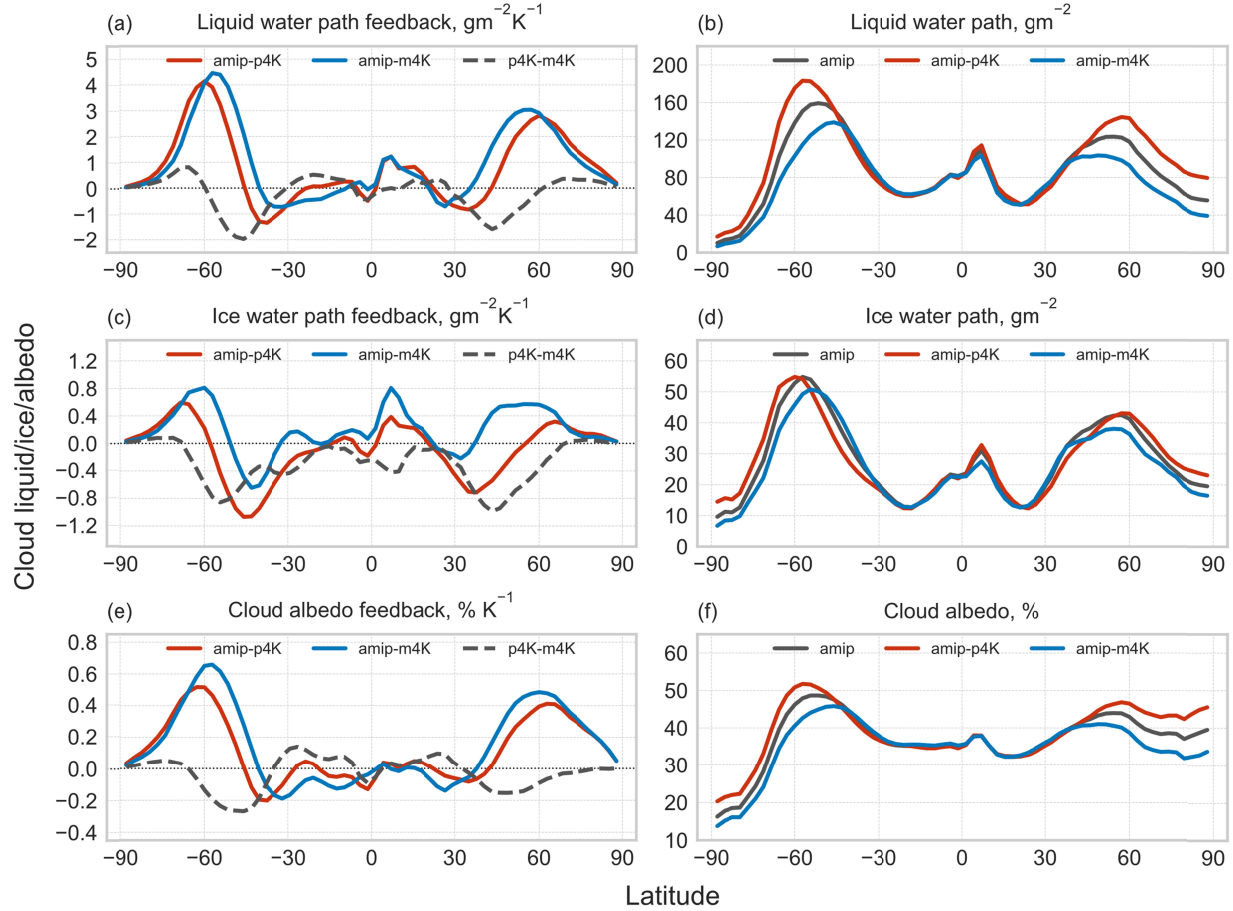 (a) Liquid water path feedback, gm⁻²K⁻¹
amip-p4K amip-m4K p4K-m4K
5
4
3
2
1
0
−1
−2
−90 −60 −30 0 30 60 90
(b) Liquid water path, gm⁻²
amip amip-p4K amip-m4K
200
160
120
80
40
0
−90 −60 −30 0 30 60 90
(c) Ice water path feedback, gm⁻²K⁻¹
amip-p4K amip-m4K p4K-m4K
1.2
0.8
0.4
0.0
−0.4
−0.8
−1.2
−90 −60 −30 0 30 60 90
(d) Ice water path, gm⁻²
amip amip-p4K amip-m4K
60
50
40
30
20
10
0
−90 −60 −30 0 30 60 90
(e) Cloud albedo feedback, % K⁻¹
amip-p4K amip-m4K p4K-m4K
0.8
0.6
0.4
0.2
0.0
−0.2
−0.4
−90 −60 −30 0 30 60 90
(f) Cloud albedo, %
amip amip-p4K amip-m4K
60
50
40
30
20
10
−90 −60 −30 0 30 60 90
Cloud liquid/ice/albedo
Latitude